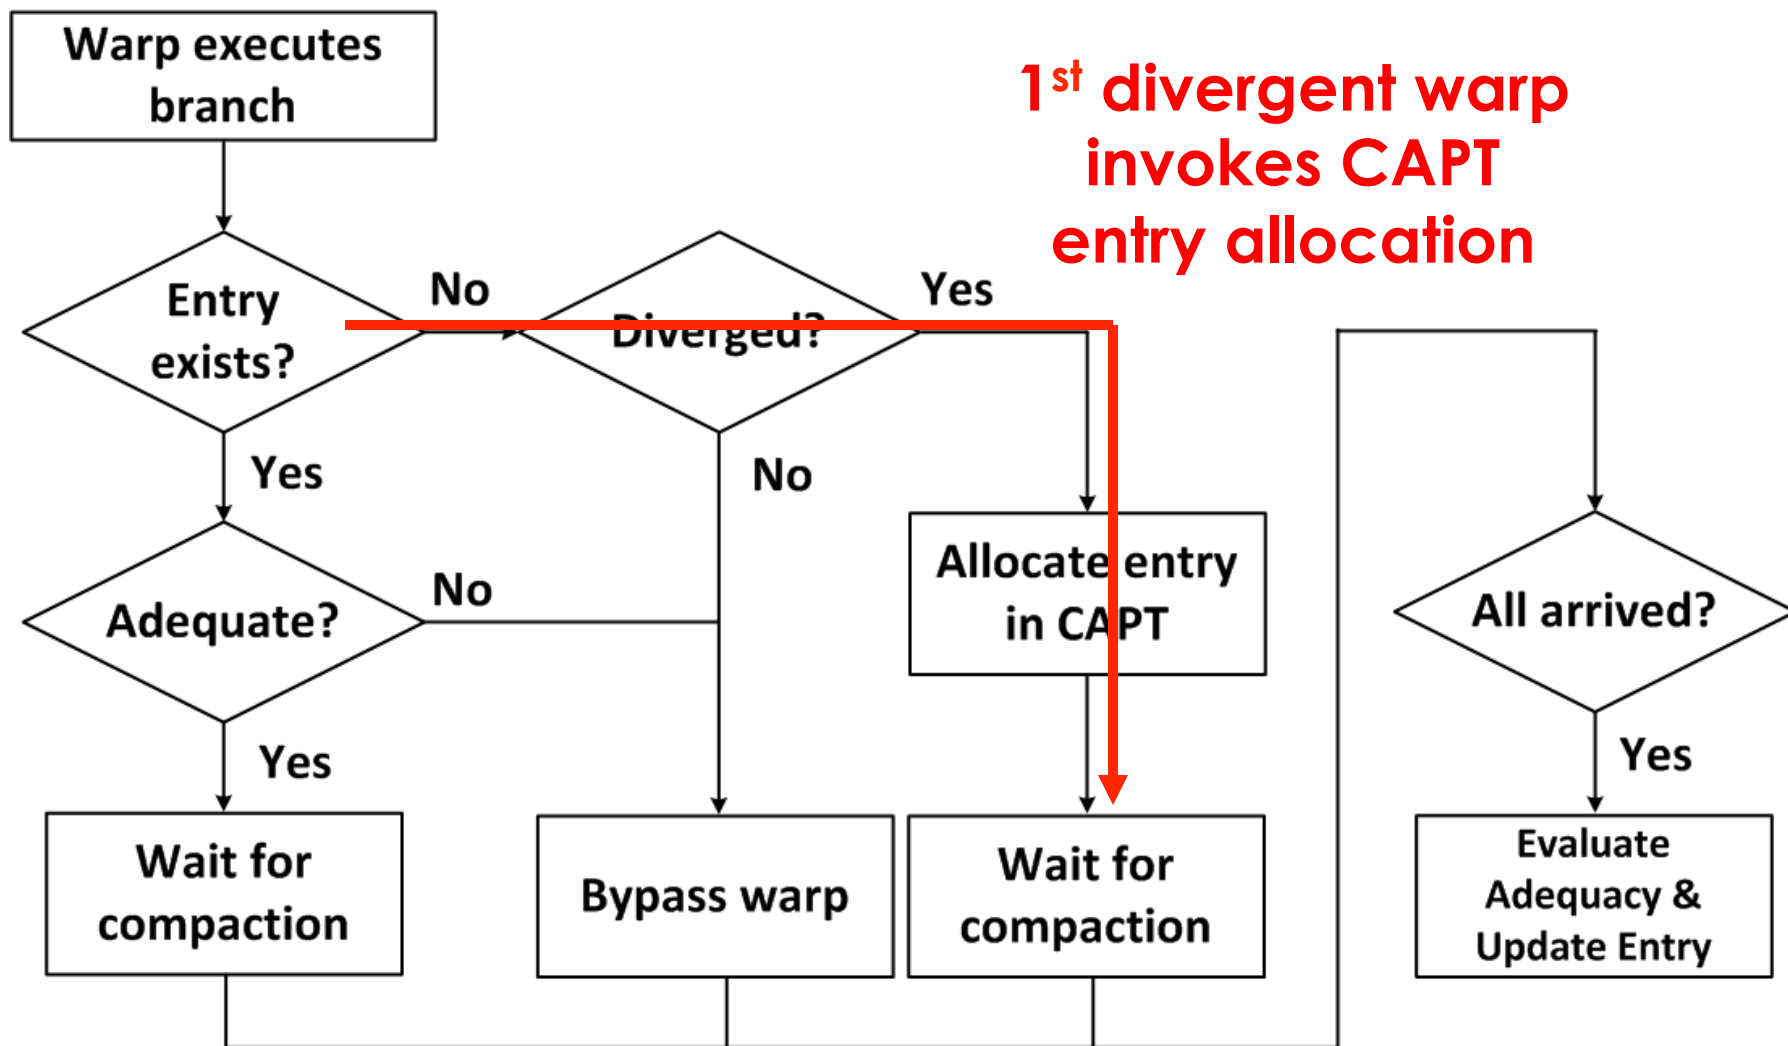 Warp executes
branch
1st divergent warp
invokes CAPT
entry allocation
Entry
exists?
No
Diverged?
Yes
Yes
No
Adequate?
No
Allocate entry
in CAPT
All arrived?
Yes
Yes
Wait for
compaction
Bypass warp
Wait for
compaction
Evaluate
Adequacy &
Update Entry